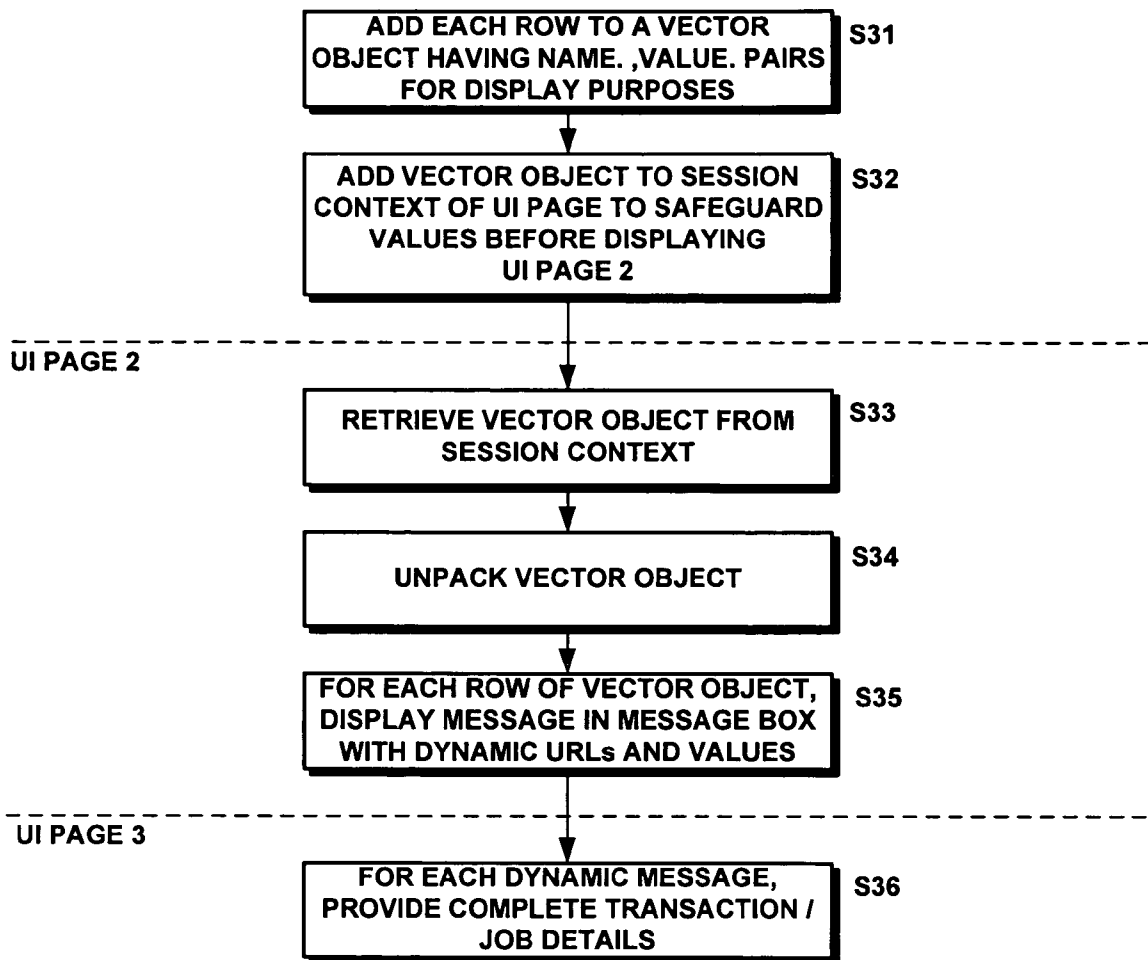 ADD EACH ROW TO A VECTOR
OBJECT HAVING NAME. ,VALUE. PAIRS
FOR DISPLAY PURPOSES
S31
ADD VECTOR OBJECT TO SESSION
CONTEXT OF UI PAGE TO SAFEGUARD
VALUES BEFORE DISPLAYING
UI PAGE 2
S32
UI PAGE 2
RETRIEVE VECTOR OBJECT FROM
SESSION CONTEXT
S33
UNPACK VECTOR OBJECT
S34
FOR EACH ROW OF VECTOR OBJECT,
DISPLAY MESSAGE IN MESSAGE BOX
WITH DYNAMIC URLs AND VALUES
S35
UI PAGE 3
FOR EACH DYNAMIC MESSAGE,
PROVIDE COMPLETE TRANSACTION /
JOB DETAILS
S36